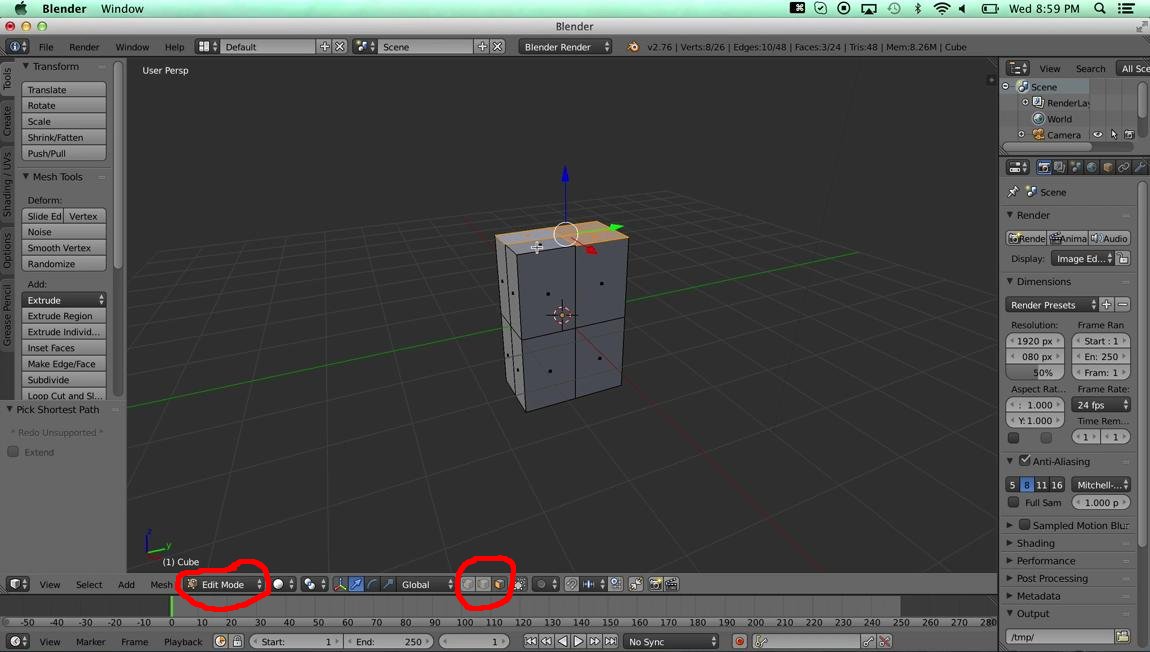 Blender Window Wed 8:59 PM
Blender
File Render Window Help Default Scene Blender Render v2.76 | Verts:8/26 | Edges:10/48 | Faces:3/24 | Tris:48 | Mem:8.26M | Cube
Tools
Create
Shading / UVs
Options
Grease Pencil
Transform
Translate
Rotate
Scale
Shrink/Fatten
Push/Pull
Mesh Tools
Deform:
Slide Ed Vertex
Noise
Smooth Vertex
Randomize
Add:
Extrude
Extrude Region
Extrude Individ...
Inset Faces
Make Edge/Face
Subdivide
Loop Cut and Sl...
Pick Shortest Path
* Redo Unsupported *
Extend
User Persp
z
y
(1) Cube
View Search All Sce
Scene
RenderLay
World
Camera
Scene
Render
Rende Anima Audio
Display: Image Ed...
Dimensions
Render Presets
Resolution: Frame Ran
1920 px Start : 1
080 px En: 250
50% Fram: 1
Aspect Rat... Frame Rate:
: 1.000 24 fps
Y: 1.000 Time Rem...
1 1
Anti-Aliasing
5 8 11 16 Mitchell-...
Full Sam 1.000 p
Sampled Motion Blur
Shading
Performance
Post Processing
Metadata
Output
/tmp/
View Select Add Mesh Edit Mode Global
-50 -40 -30 -20 -10 0 10 20 30 40 50 60 70 80 90 100 110 120 130 140 150 160 170 180 190 200 210 220 230 240 250 260 270 280
View Marker Frame Playback Start: 1 End: 250 1 No Sync